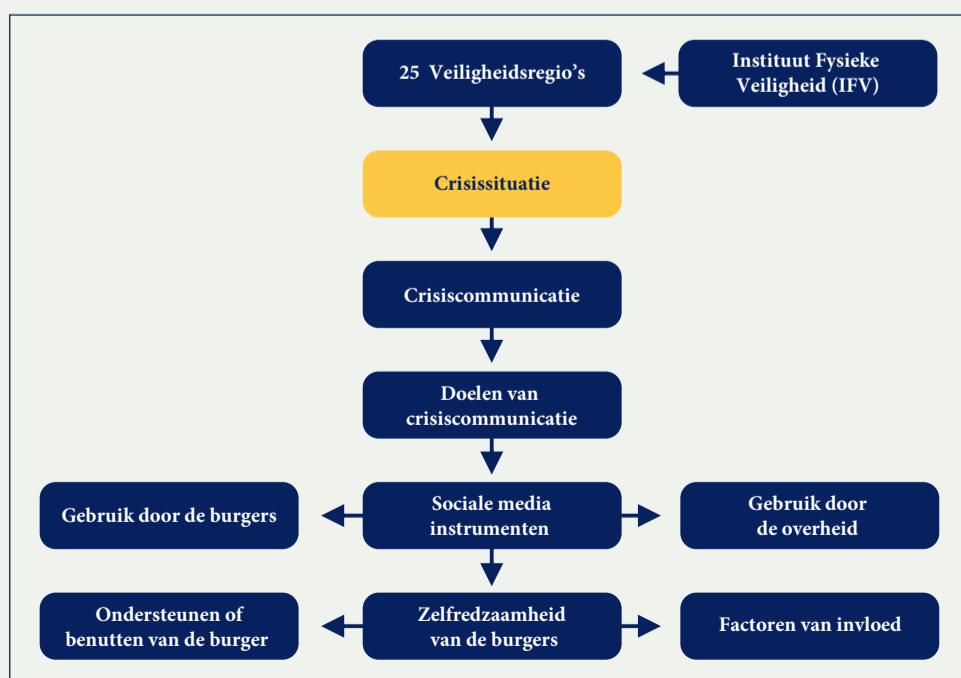 25 Veiligheidsregio's
Instituut Fysieke
Veiligheid (IFV)
Crisissituatie
Crisiscommunicatie
Doelen van
crisiscommunicatie
Gebruik door de burgers
Sociale media
instrumenten
Gebruik door
de overheid
Ondersteunen of
benutten van de burger
Zelfredzaamheid
van de burgers
Factoren van invloed